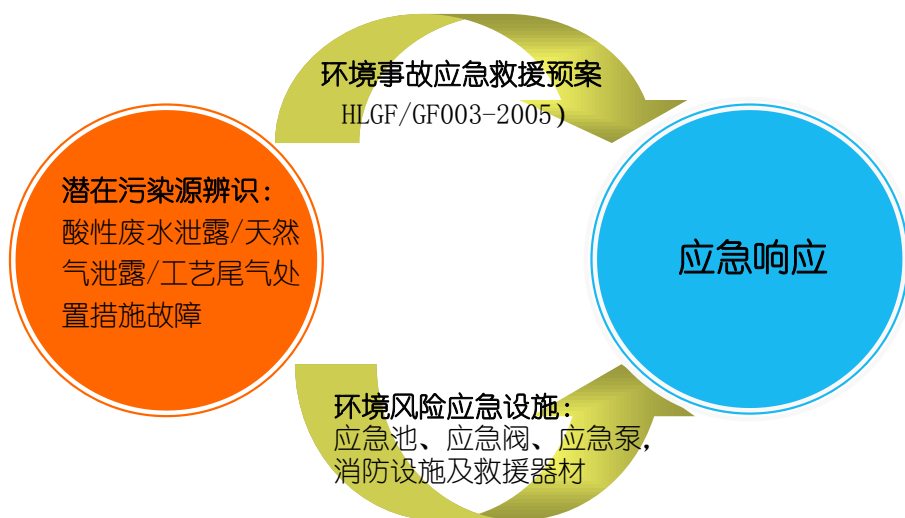 环境事故应急救援预案
HLGF/GF003-2005）
潜在污染源辨识：
酸性废水泄露/天然
气泄露/工艺尾气处
置措施故障
应急响应
环境风险应急设施：
应急池、应急阀、应急泵，
消防设施及救援器材